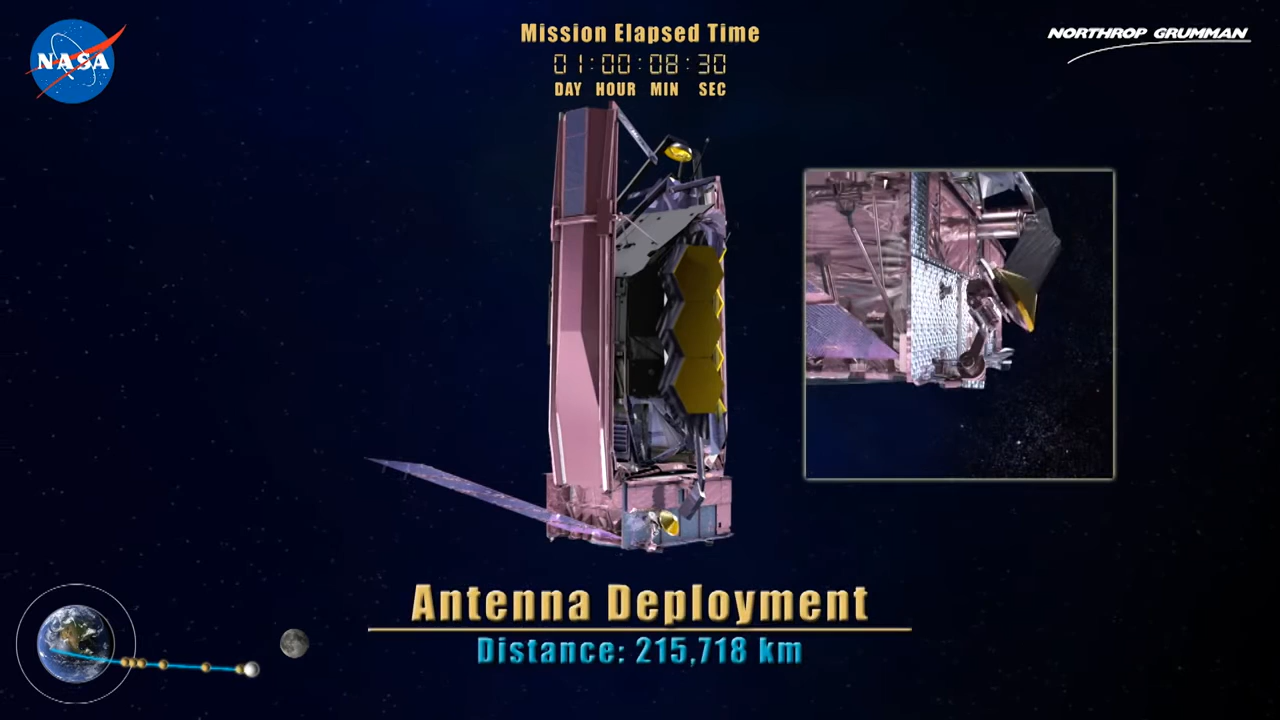 NASA
Mission Elapsed Time
01:00:08:30
DAY HOUR MIN SEC
NORTHROP GRUMMAN
Antenna Deployment
Distance: 215,718 km